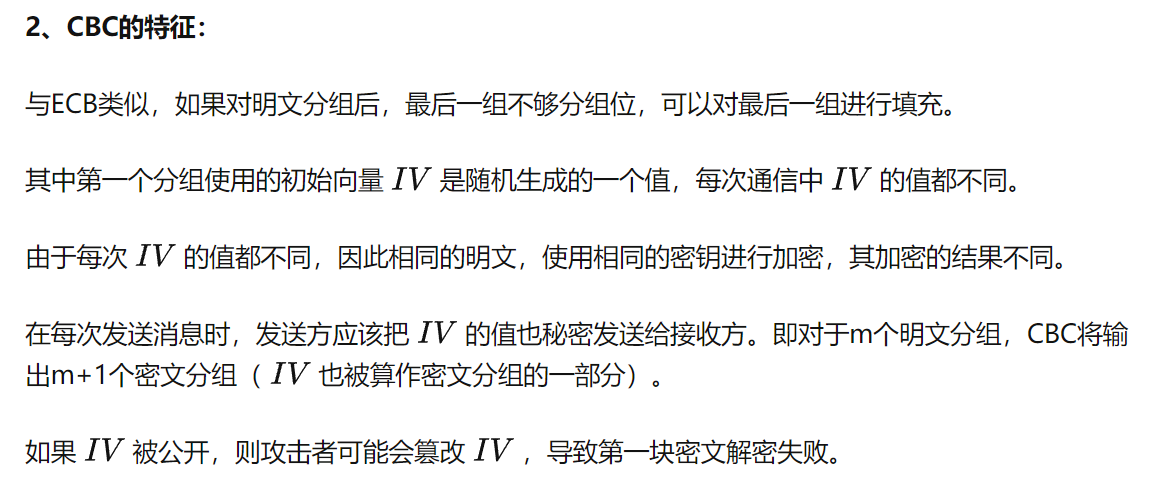 2、CBC的特征：
与ECB类似，如果对明文分组后，最后一组不够分组位，可以对最后一组进行填充。
其中第一个分组使用的初始向量 IV 是随机生成的一个值，每次通信中 IV 的值都不同。
由于每次 IV 的值都不同，因此相同的明文，使用相同的密钥进行加密，其加密的结果不同。
在每次发送消息时，发送方应该把 IV 的值也秘密发送给接收方。即对于m个明文分组，CBC将输
出m+1个密文分组（ IV 也被算作密文分组的一部分）。
如果 IV 被公开，则攻击者可能会篡改 IV ，导致第一块密文解密失败。